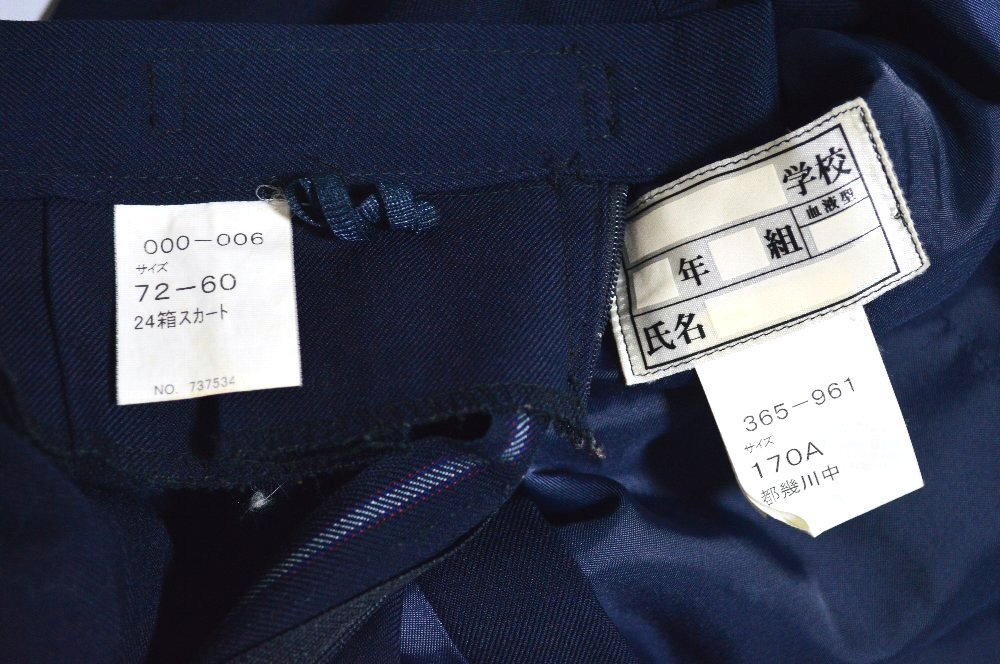 000-006
サイズ
72-60
24箱スカート
NO. 737534
学校
血液型
年 組
氏名
365-961
サイズ
170A
都幾川中